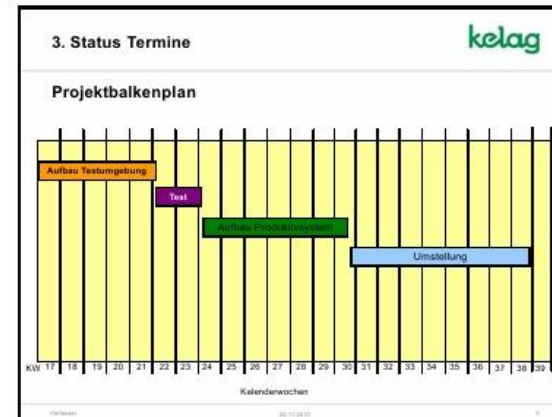 3. Status Termine
kelag
Projektbalkenplan
Aufbau Testumgebung
Test
Aufbau Produktivsystem
Umstellung
KW 17 18 19 20 21 22 23 24 25 26 27 28 29 30 31 32 33 34 35 36 37 38 39
Kalenderwochen